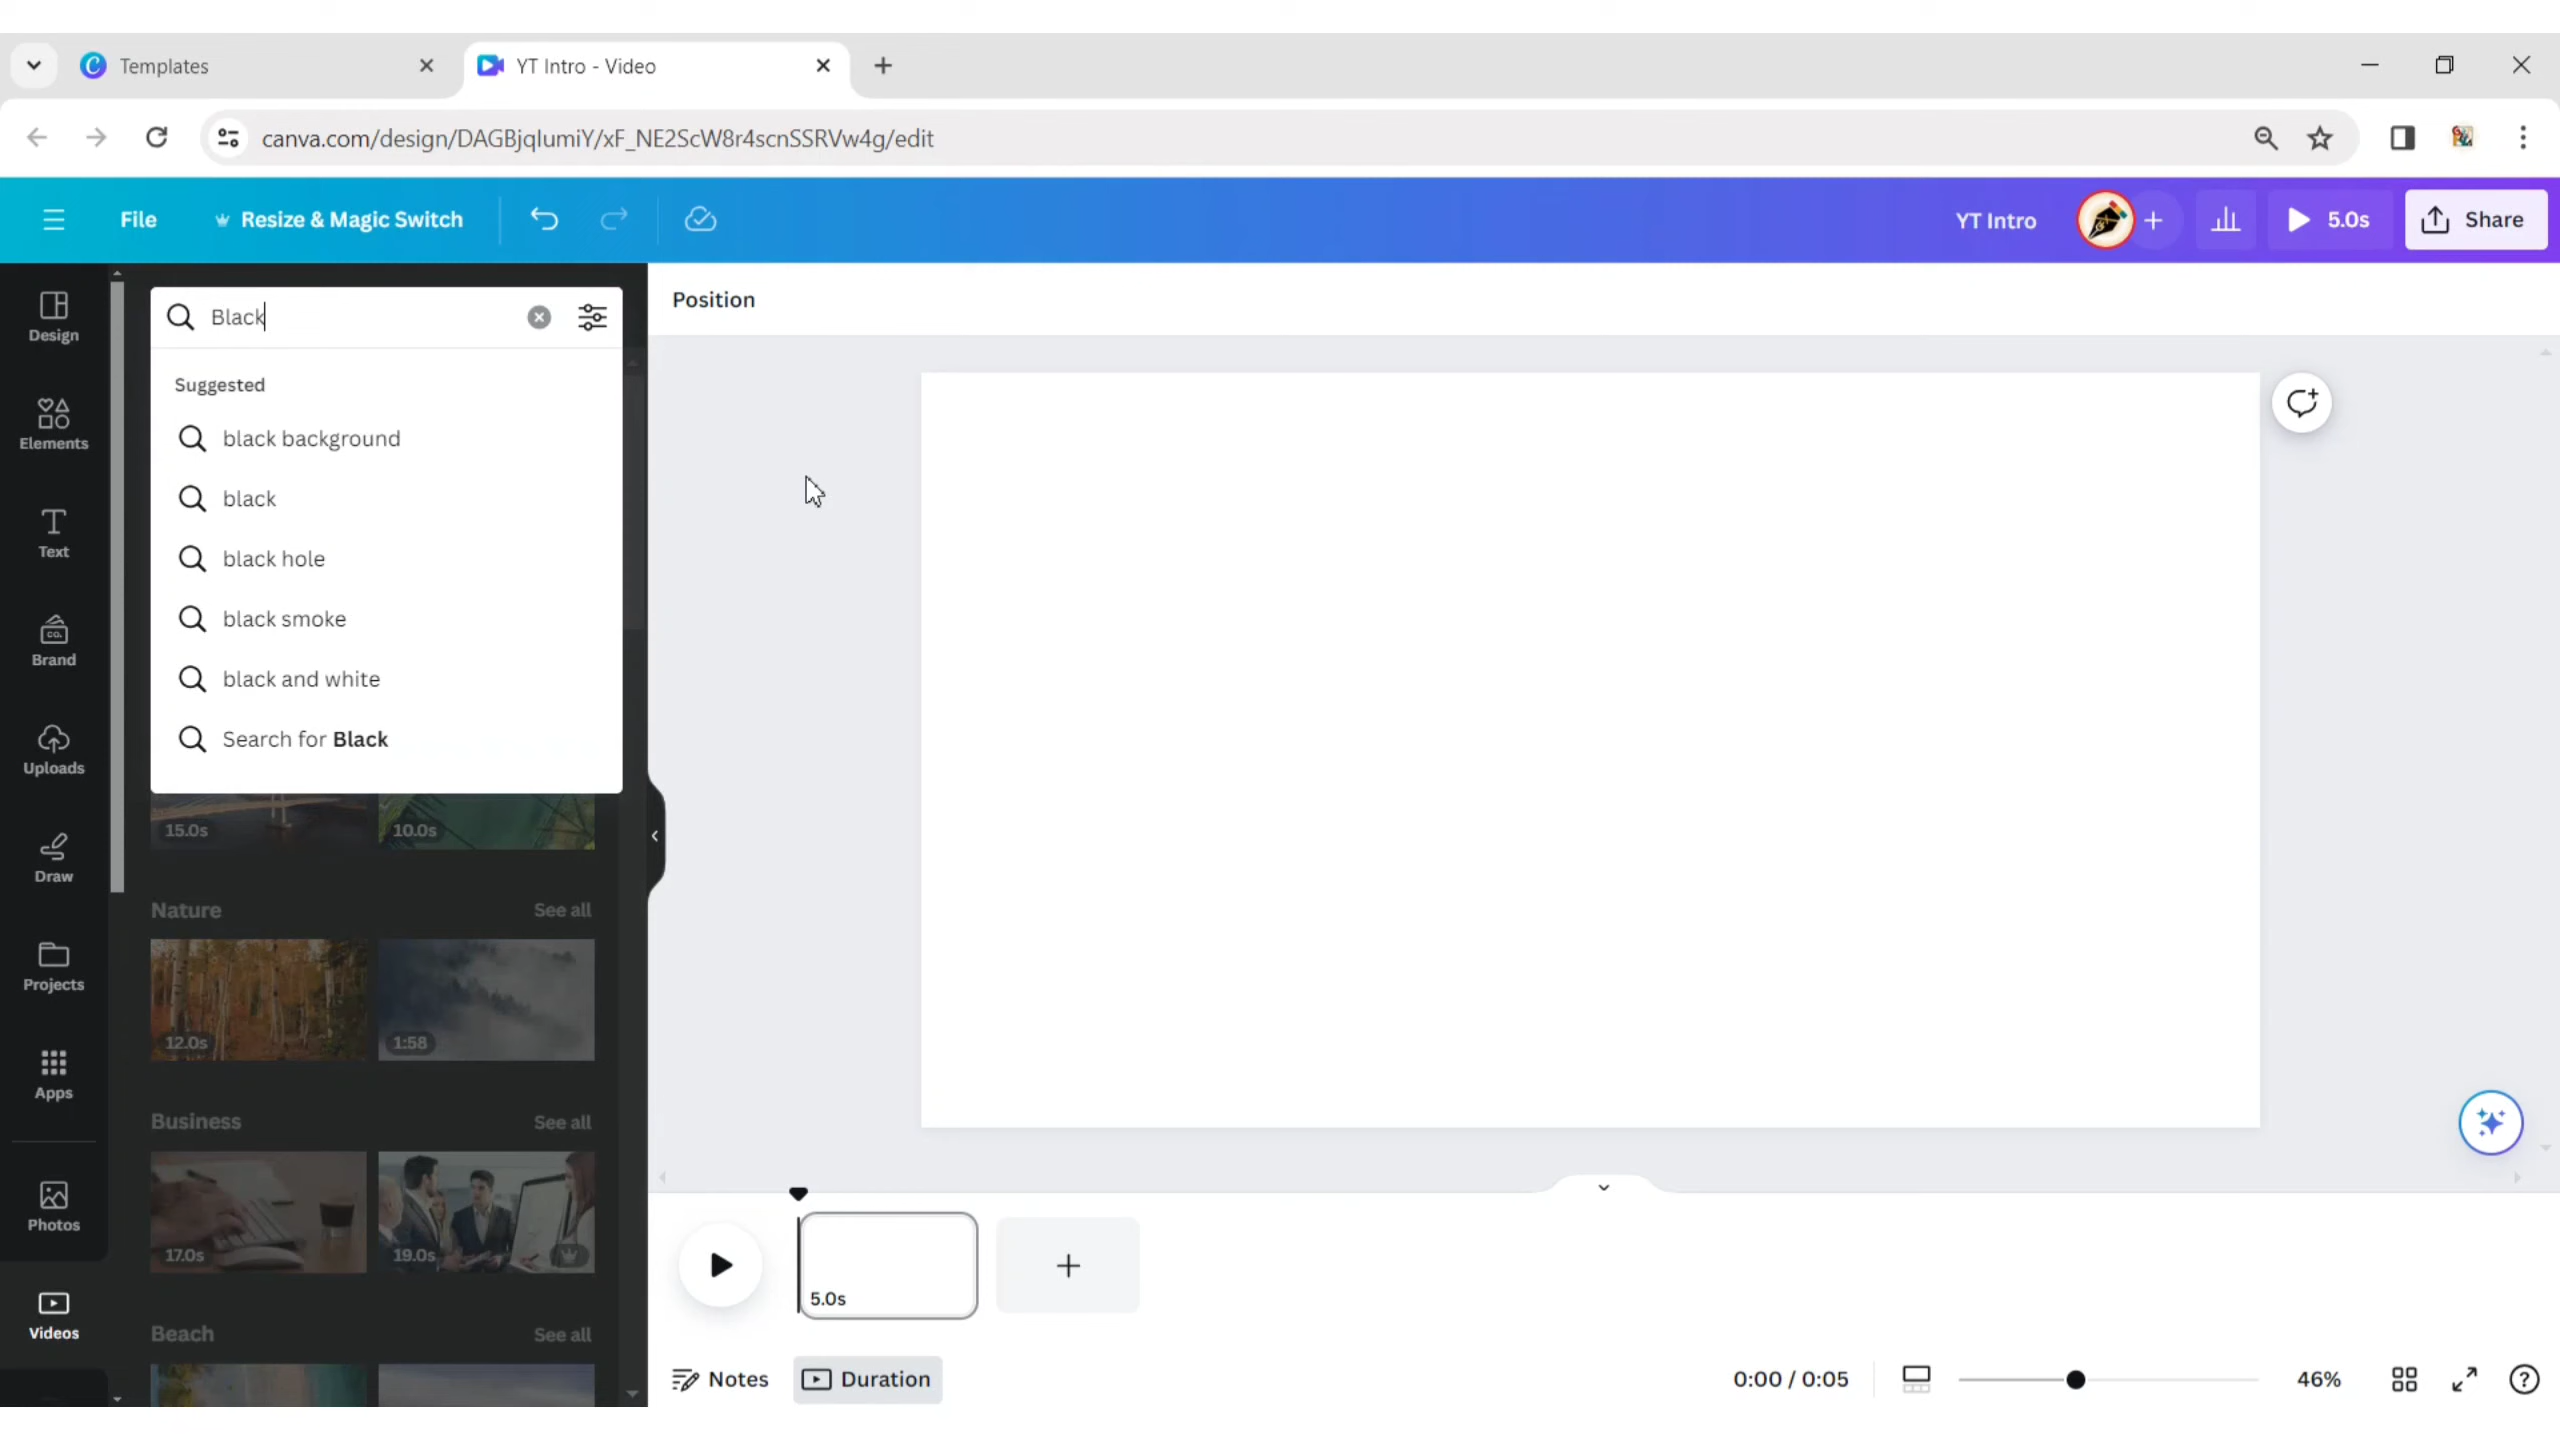 Templates
YT Intro - Video
canva.com/design/DAGBjqIumiY/xF_NE2ScW8r4scnSSRVw4g/edit
File
Resize & Magic Switch
YT Intro
5.0s
Share
Design
Elements
Text
Brand
Uploads
Draw
Projects
Apps
Photos
Videos
Black
Suggested
black background
black
black hole
black smoke
black and white
Search for Black
15.0s
10.0s
Nature
See all
12.0s
1:58
Business
See all
17.0s
19.0s
Beach
See all
Position
5.0s
Notes
Duration
0:00 / 0:05
46%